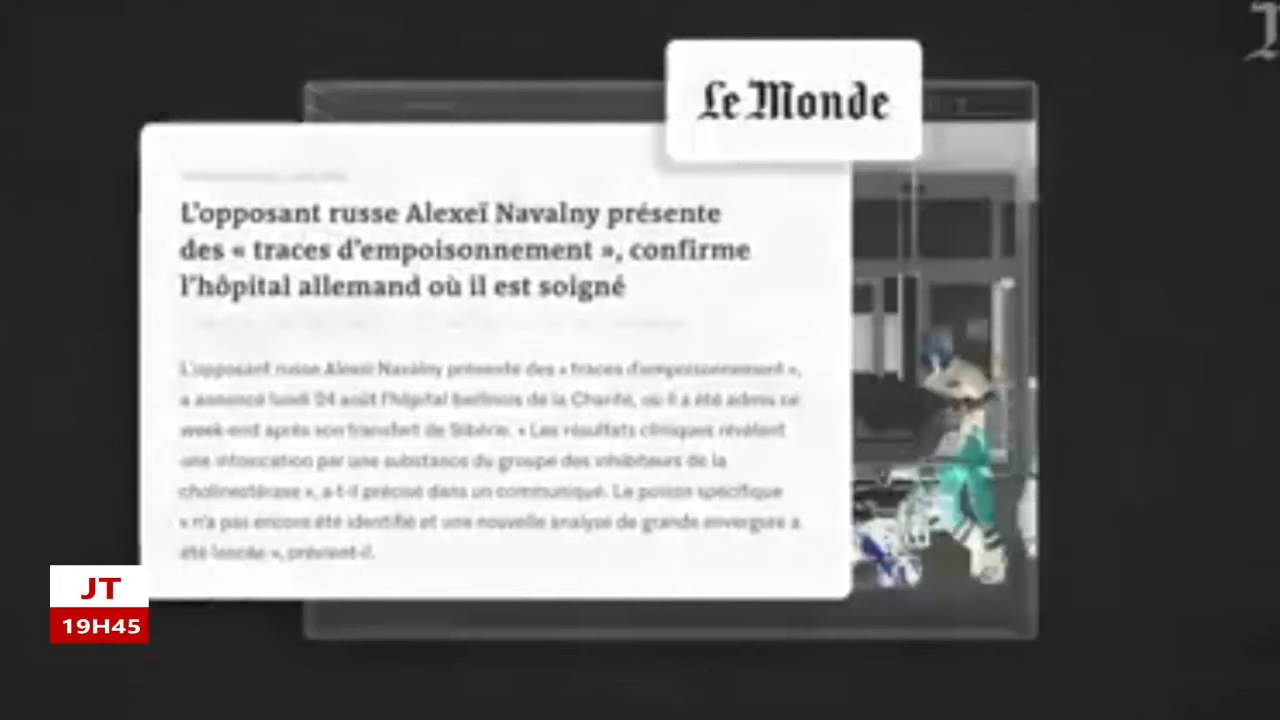 Le Monde
L'opposant russe Alexeï Navalny présente
des « traces d'empoisonnement », confirme
l'hôpital allemand où il est soigné
L'opposant russe Alexeï Navalny présente des « traces d'empoisonnement »,
a annoncé lundi 24 août l'hôpital berlinois de la Charité, où il a été admis ce
week-end après son transfert de Sibérie. « Les résultats cliniques révèlent
une intoxication par une substance du groupe des inhibiteurs de la
cholinestérase », a-t-il précisé dans un communiqué. Le poison spécifique
« n'a pas encore été identifié et une nouvelle analyse de grande envergure a
été lancée », prévient-il.
JT
19H45